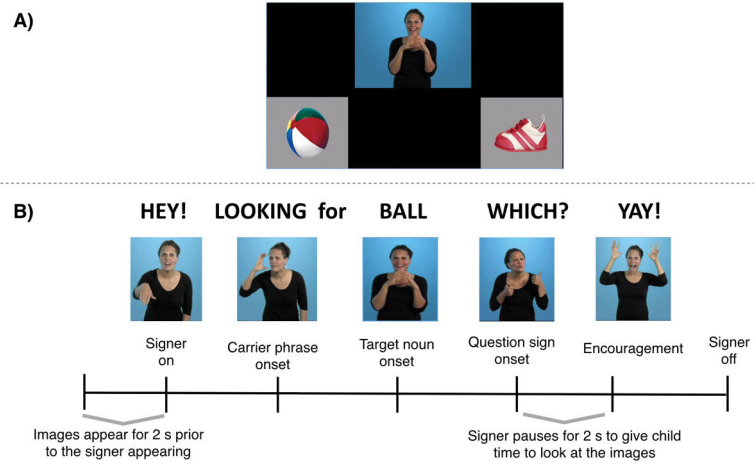 A)
B)
HEY! LOOKING for BALL WHICH? YAY!
Signer
on
Carrier phrase
onset
Target noun
onset
Question sign
onset
Encouragement
Signer
off
Images appear for 2 s prior
to the signer appearing
Signer pauses for 2 s to give child
time to look at the images